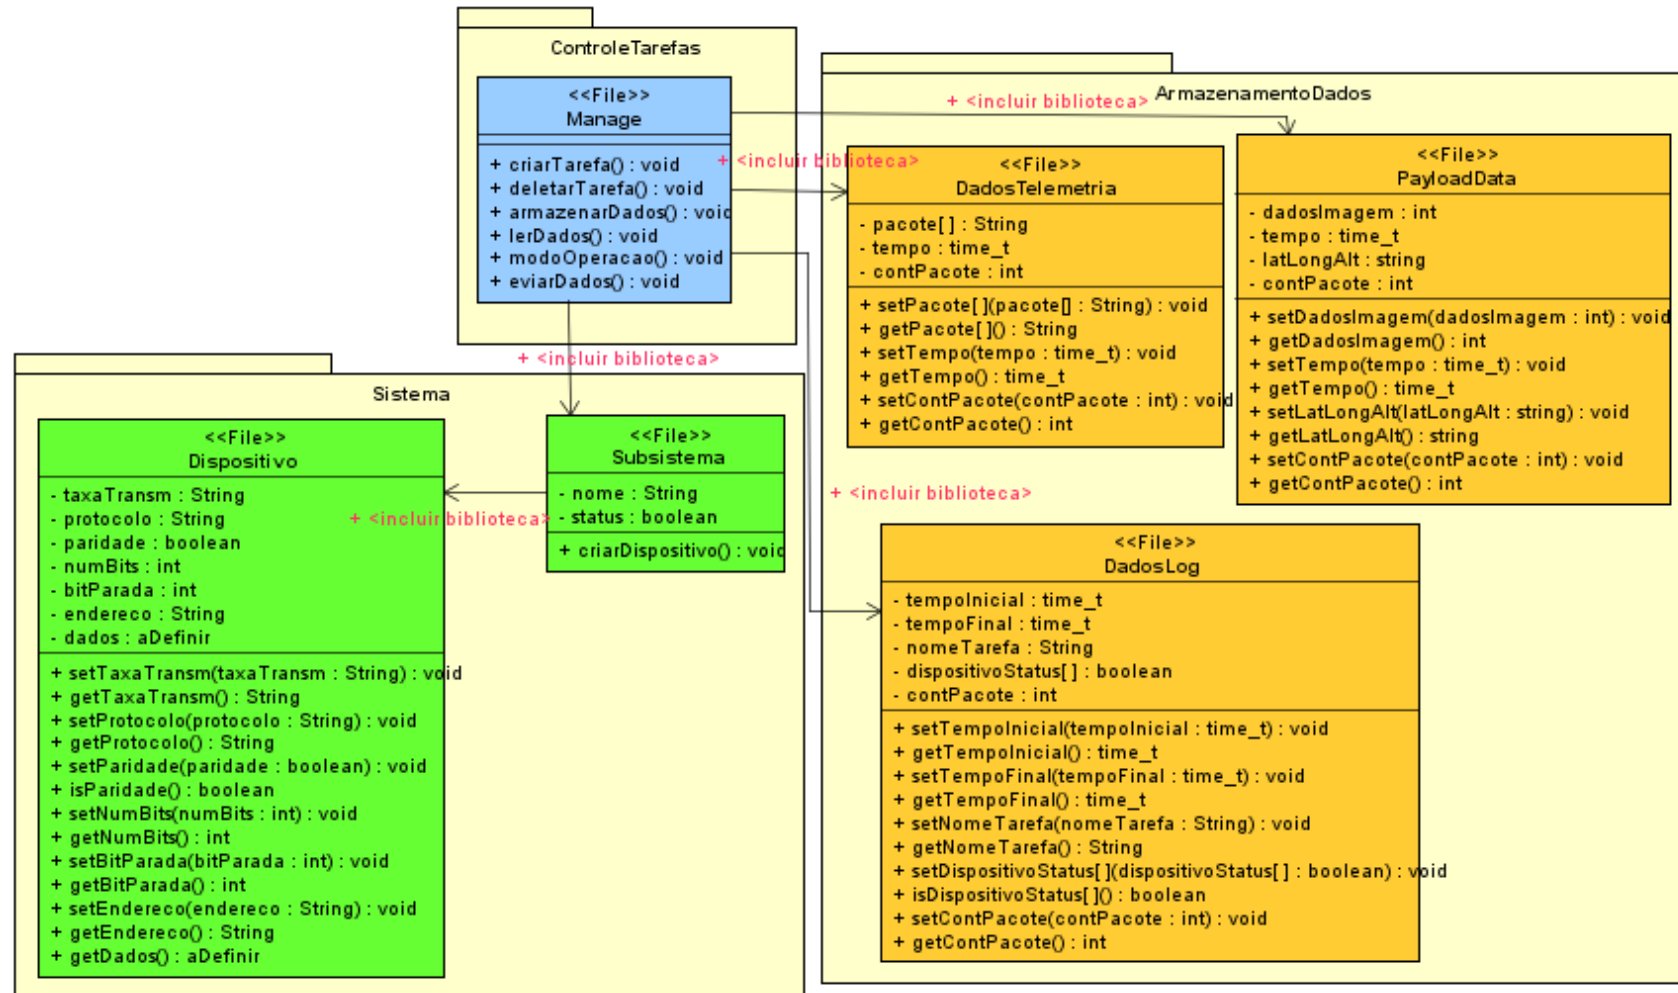 ControleTarefas
<<File>>
Manage
+ criarTarefa() : void
+ deletarTarefa() : void
+ armazenarDados() : void
+ lerDados() : void
+ modoOperacao() : void
+ eviarDados() : void
+ <incluir biblioteca>
+ <incluir biblioteca>
+ <incluir biblioteca>
+ <incluir biblioteca>
+ <incluir biblioteca>
Sistema
<<File>>
Dispositivo
- taxaTransm : String
- protocolo : String
- paridade : boolean
- numBits : int
- bitParada : int
- endereco : String
- dados : aDefinir
+ setTaxaTransm(taxaTransm : String) : void
+ getTaxaTransm() : String
+ setProtocolo(protocolo : String) : void
+ getProtocolo() : String
+ setParidade(paridade : boolean) : void
+ isParidade() : boolean
+ setNumBits(numBits : int) : void
+ getNumBits() : int
+ setBitParada(bitParada : int) : void
+ getBitParada() : int
+ setEndereco(endereco : String) : void
+ getEndereco() : String
+ getDados() : aDefinir
<<File>>
Subsistema
- nome : String
- status : boolean
+ criarDispositivo() : void
ArmazenamentoDados
<<File>>
DadosTelemetria
- pacote[ ] : String
- tempo : time_t
- contPacote : int
+ setPacote[ ](pacote[] : String) : void
+ getPacote[ ]() : String
+ setTempo(tempo : time_t) : void
+ getTempo() : time_t
+ setContPacote(contPacote : int) : void
+ getContPacote() : int
<<File>>
PayloadData
- dadosImagem : int
- tempo : time_t
- latLongAlt : string
- contPacote : int
+ setDadosImagem(dadosImagem : int) : void
+ getDadosImagem() : int
+ setTempo(tempo : time_t) : void
+ getTempo() : time_t
+ setLatLongAlt(latLongAlt : string) : void
+ getLatLongAlt() : string
+ setContPacote(contPacote : int) : void
+ getContPacote() : int
<<File>>
DadosLog
- tempoInicial : time_t
- tempoFinal : time_t
- nomeTarefa : String
- dispositivoStatus[ ] : boolean
- contPacote : int
+ setTempoInicial(tempoInicial : time_t) : void
+ getTempoInicial() : time_t
+ setTempoFinal(tempoFinal : time_t) : void
+ getTempoFinal() : time_t
+ setNomeTarefa(nomeTarefa : String) : void
+ getNomeTarefa() : String
+ setDispositivoStatus[ ](dispositivoStatus[ ] : boolean) : void
+ isDispositivoStatus[ ]() : boolean
+ setContPacote(contPacote : int) : void
+ getContPacote() : int